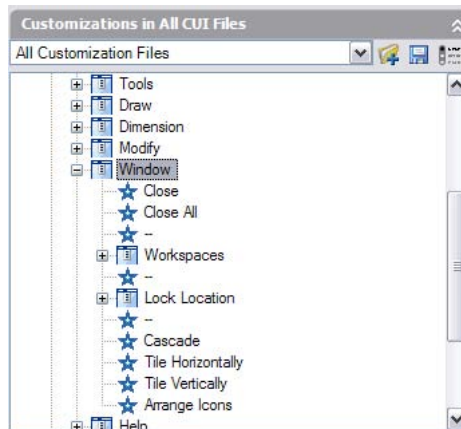 Customizations in All CUI Files
All Customization Files
Tools
Draw
Dimension
Modify
Window
Close
Close All
--
Workspaces
--
Lock Location
--
Cascade
Tile Horizontally
Tile Vertically
Arrange Icons
Help